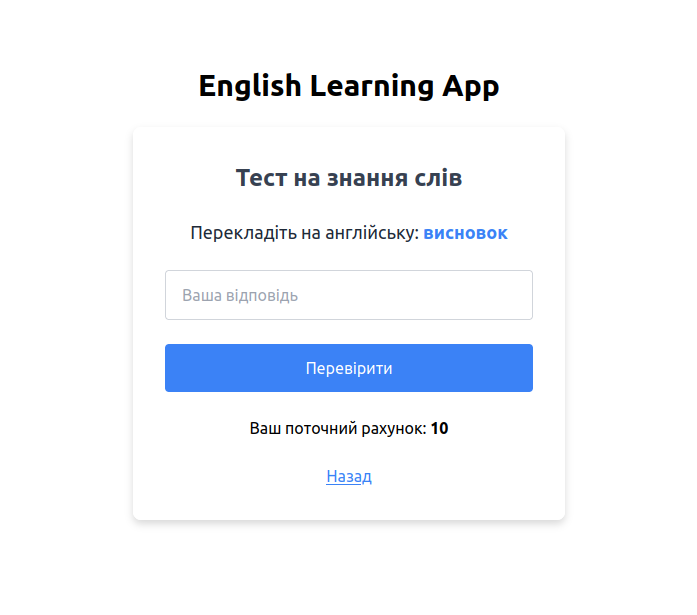 English Learning App
Тест на знання слів
Перекладіть на англійську: висновок
Ваша відповідь
Перевірити
Ваш поточний рахунок: 10
Назад